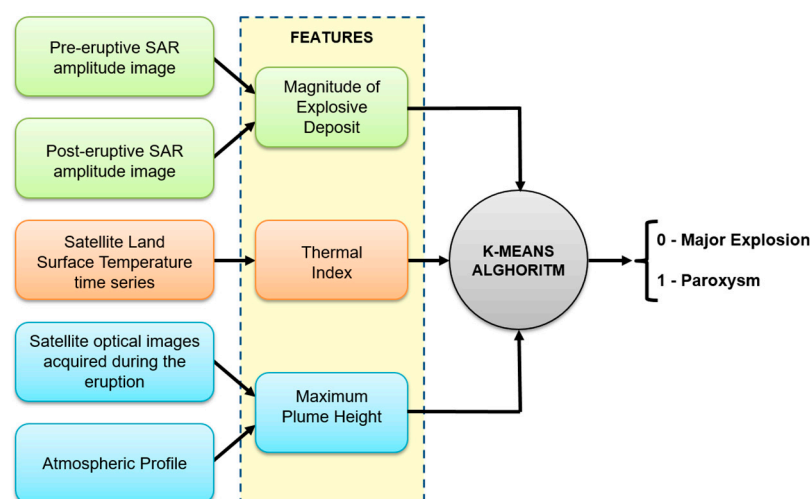 FEATURES
Pre-eruptive SAR
amplitude image
Post-eruptive SAR
amplitude image
Magnitude of
Explosive
Deposit
Satellite Land
Surface Temperature
time series
Thermal
Index
Satellite optical images
acquired during the
eruption
Atmospheric Profile
Maximum
Plume Height
K-MEANS
ALGHORITM
0 - Major Explosion
1 - Paroxysm